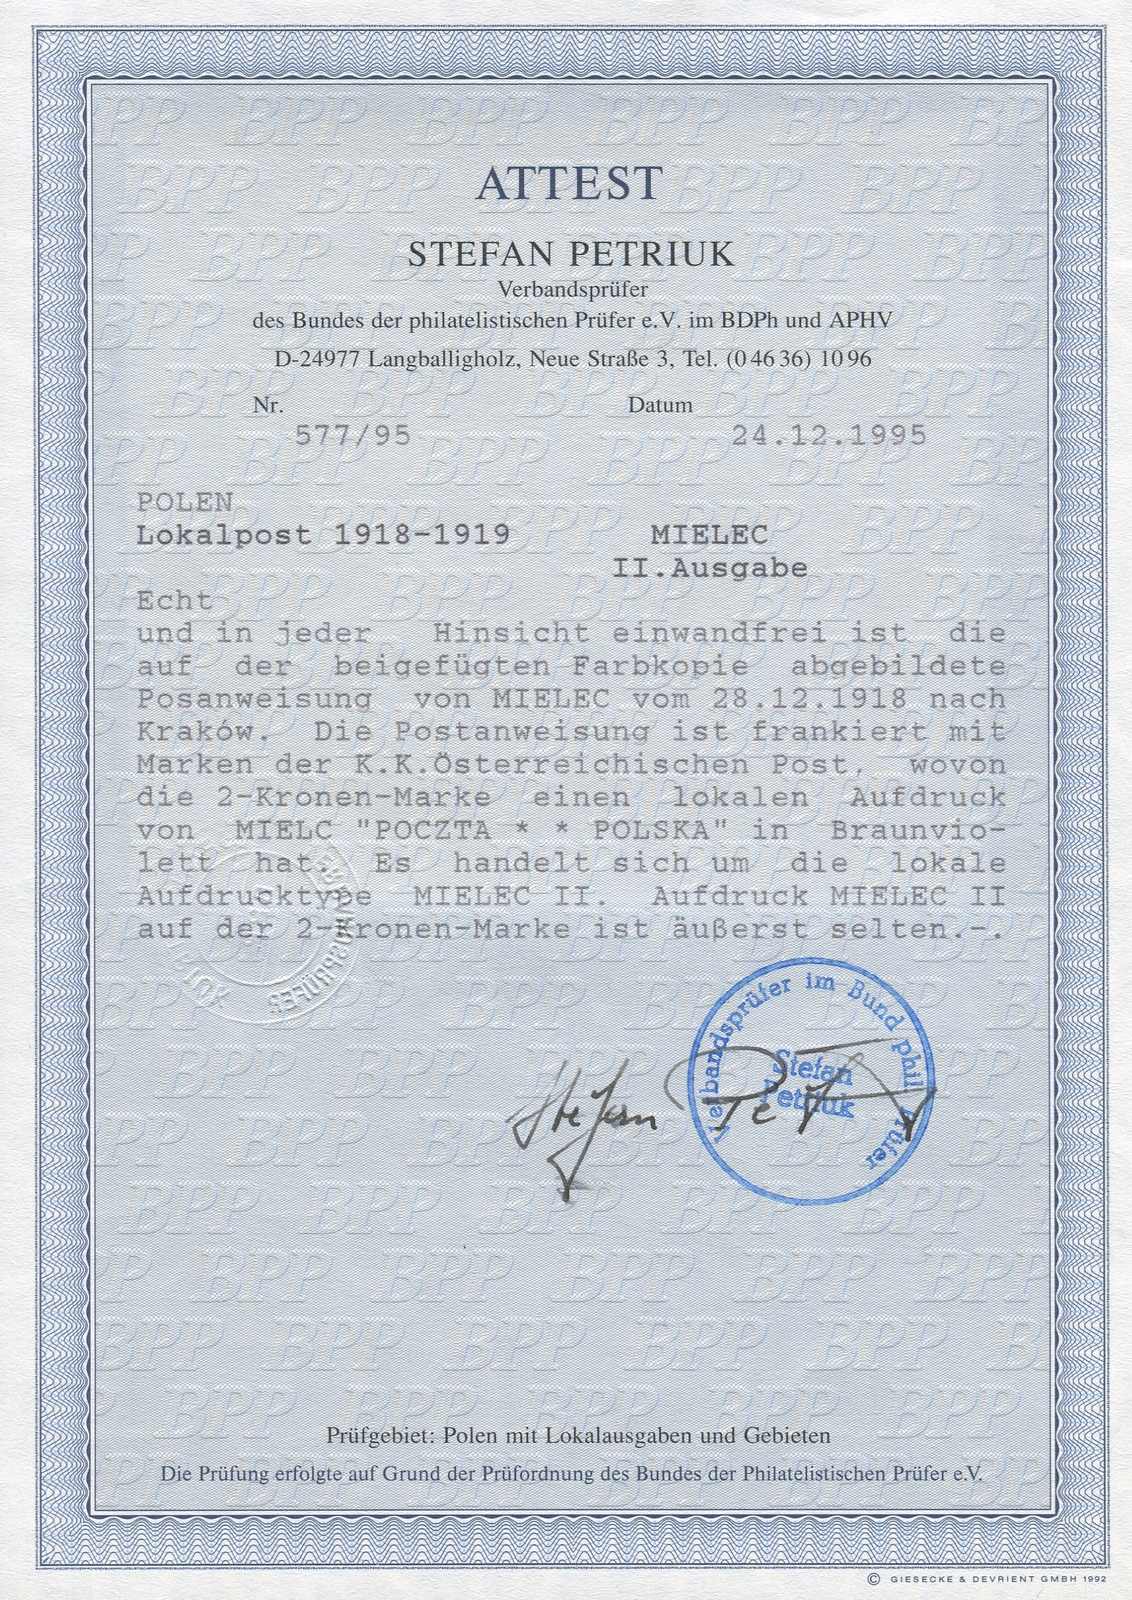 ATTEST
STEFAN PETRIUK
Verbandsprüfer
des Bundes der philatelistischen Prüfer e.V. im BDPh und APHV
D-24977 Langballigholz, Neue Straße 3, Tel. (0 46 36) 10 96
Nr. Datum
577/95 24.12.1995
POLEN
Lokalpost 1918-1919 MIELEC
II.Ausgabe
Echt
und in jeder Hinsicht einwandfrei ist die
auf der beigefügten Farbkopie abgebildete
Posanweisung von MIELEC vom 28.12.1918 nach
Kraków. Die Postanweisung ist frankiert mit
Marken der K.K.Österreichischen Post, wovon
die 2-Kronen-Marke einen lokalen Aufdruck
von MIELC "POCZTA * * POLSKA" in Braunvio-
lett hat. Es handelt sich um die lokale
Aufdrucktype MIELEC II. Aufdruck MIELEC II
auf der 2-Kronen-Marke ist äußerst selten.-.
Verbandsprüfer im Bund phil. Prüfer
Stefan
Petriuk
Stefan
Prüfgebiet: Polen mit Lokalausgaben und Gebieten
Die Prüfung erfolgte auf Grund der Prüfordnung des Bundes der Philatelistischen Prüfer e.V.
© GIESECKE & DEVRIENT GMBH 1992